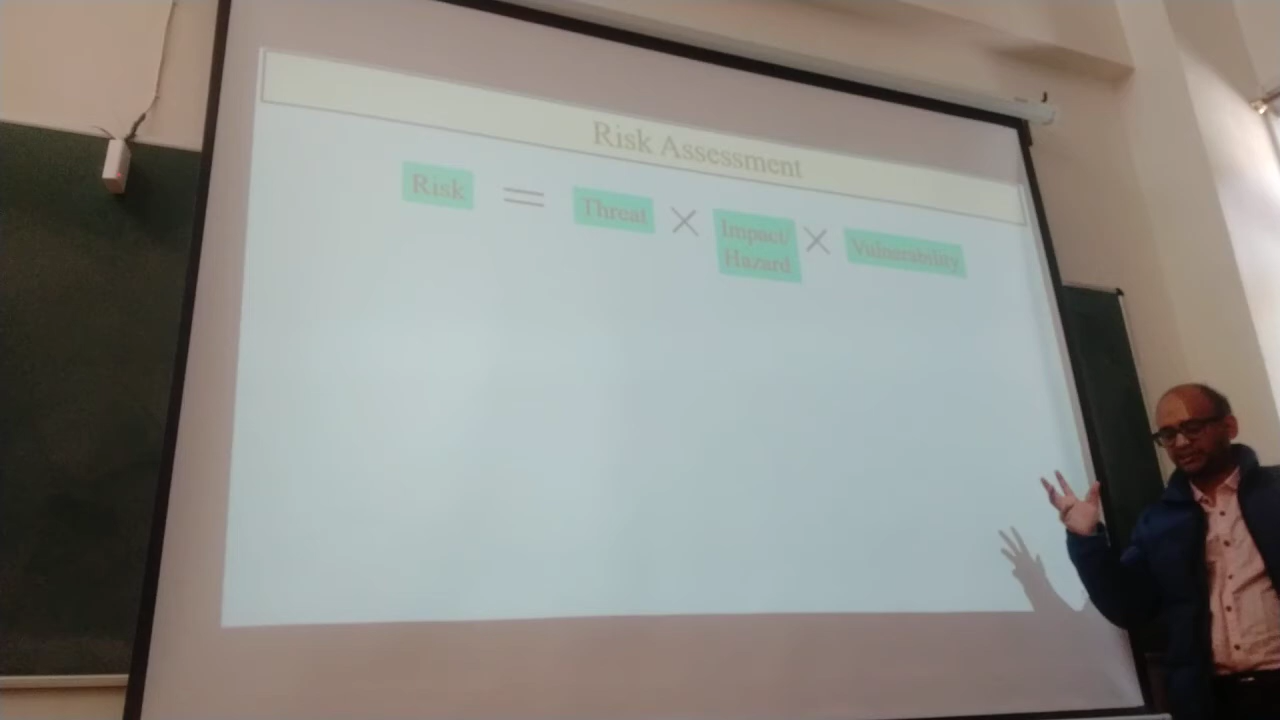 Risk Assessment
Risk = Threat × Impact/ × Vulnerability
Hazard